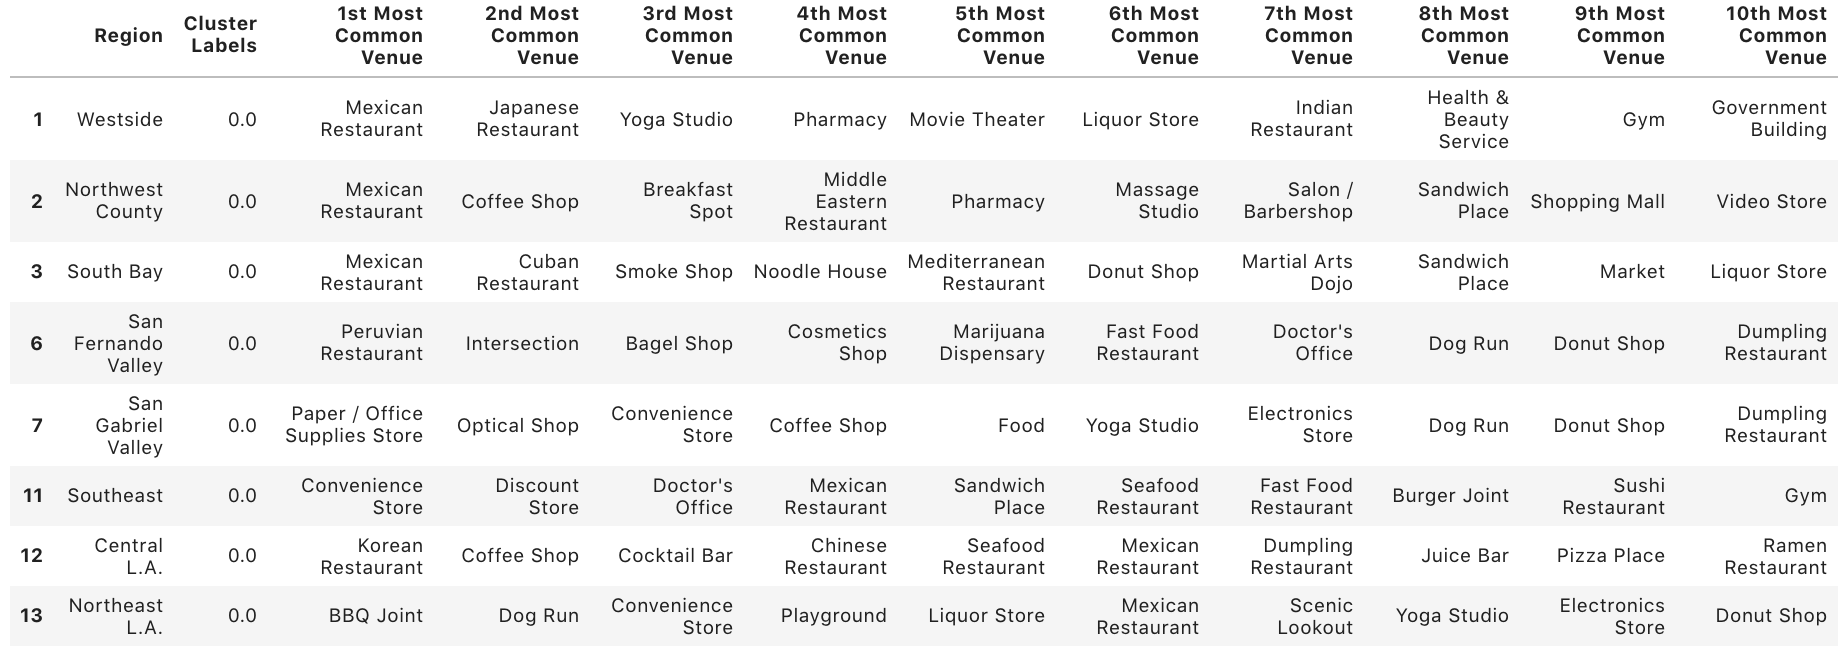 Region Cluster Labels 1st Most Common Venue 2nd Most Common Venue 3rd Most Common Venue 4th Most Common Venue 5th Most Common Venue 6th Most Common Venue 7th Most Common Venue 8th Most Common Venue 9th Most Common Venue 10th Most Common Venue
1 Westside 0.0 Mexican Restaurant Japanese Restaurant Yoga Studio Pharmacy Movie Theater Liquor Store Indian Restaurant Health & Beauty Service Gym Government Building
2 Northwest County 0.0 Mexican Restaurant Coffee Shop Breakfast Spot Middle Eastern Restaurant Pharmacy Massage Studio Salon / Barbershop Sandwich Place Shopping Mall Video Store
3 South Bay 0.0 Mexican Restaurant Cuban Restaurant Smoke Shop Noodle House Mediterranean Restaurant Donut Shop Martial Arts Dojo Sandwich Place Market Liquor Store
6 San Fernando Valley 0.0 Peruvian Restaurant Intersection Bagel Shop Cosmetics Shop Marijuana Dispensary Fast Food Restaurant Doctor's Office Dog Run Donut Shop Dumpling Restaurant
7 San Gabriel Valley 0.0 Paper / Office Supplies Store Optical Shop Convenience Store Coffee Shop Food Yoga Studio Electronics Store Dog Run Donut Shop Dumpling Restaurant
11 Southeast 0.0 Convenience Store Discount Store Doctor's Office Mexican Restaurant Sandwich Place Seafood Restaurant Fast Food Restaurant Burger Joint Sushi Restaurant Gym
12 Central L.A. 0.0 Korean Restaurant Coffee Shop Cocktail Bar Chinese Restaurant Seafood Restaurant Mexican Restaurant Dumpling Restaurant Juice Bar Pizza Place Ramen Restaurant
13 Northeast L.A. 0.0 BBQ Joint Dog Run Convenience Store Playground Liquor Store Mexican Restaurant Scenic Lookout Yoga Studio Electronics Store Donut Shop